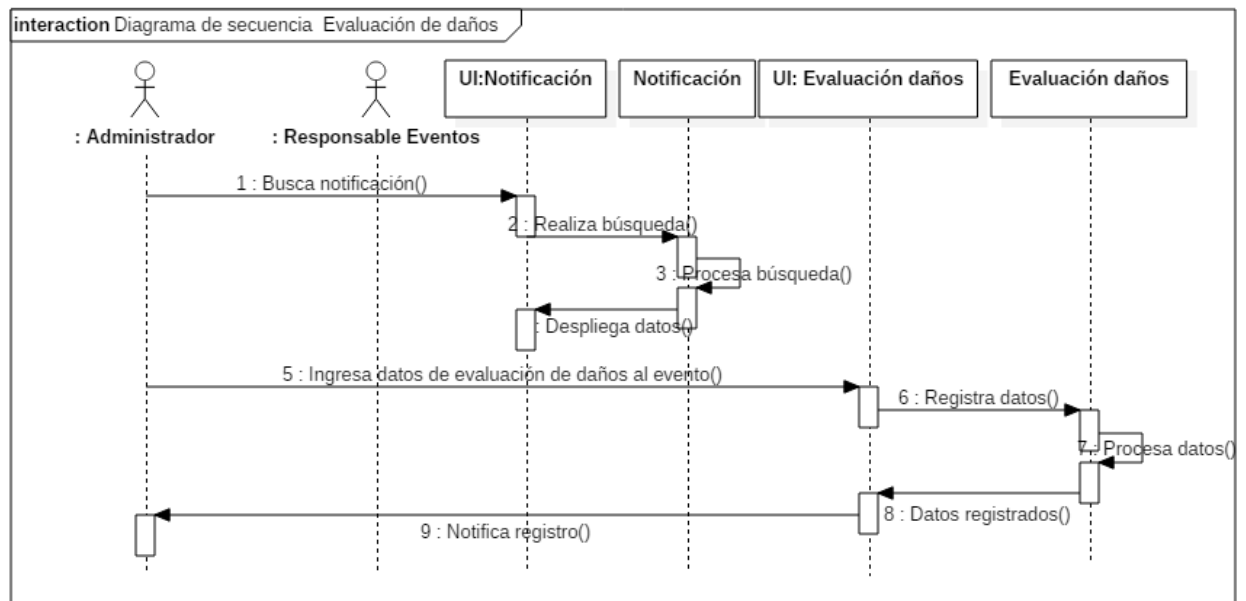 interaction Diagrama de secuencia Evaluación de daños
UI:Notificación
Notificación
UI: Evaluación daños
Evaluación daños
: Administrador
: Responsable Eventos
1 : Busca notificación()
2 : Realiza búsqueda()
3 : Procesa búsqueda()
: Despliega datos()
5 : Ingresa datos de evaluación de daños al evento()
6 : Registra datos()
7 : Procesa datos()
8 : Datos registrados()
9 : Notifica registro()